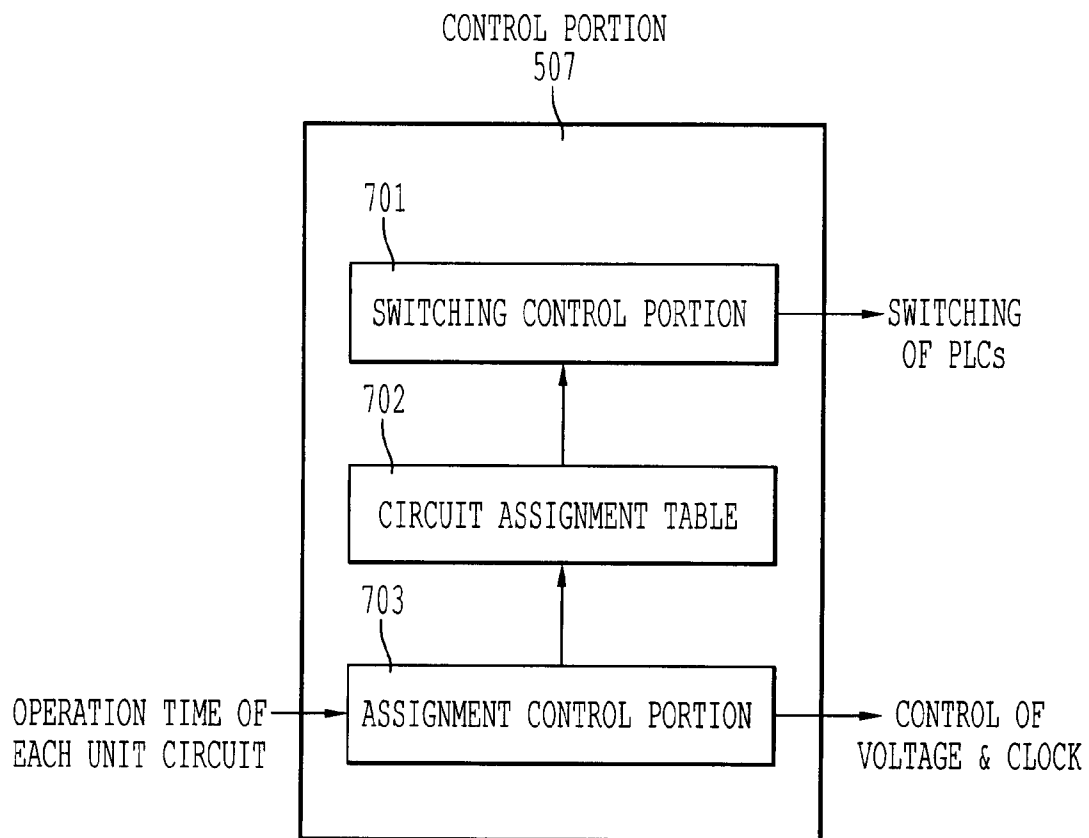 CONTROL PORTION
507
701
SWITCHING CONTROL PORTION
SWITCHING
OF PLCs
702
CIRCUIT ASSIGNMENT TABLE
703
OPERATION TIME OF
EACH UNIT CIRCUIT
ASSIGNMENT CONTROL PORTION
CONTROL OF
VOLTAGE & CLOCK